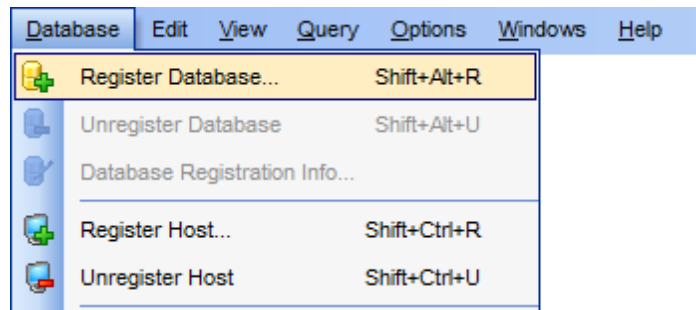 Database Edit View Query Options Windows Help
Register Database... Shift+Alt+R
Unregister Database Shift+Alt+U
Database Registration Info...
Register Host... Shift+Ctrl+R
Unregister Host Shift+Ctrl+U